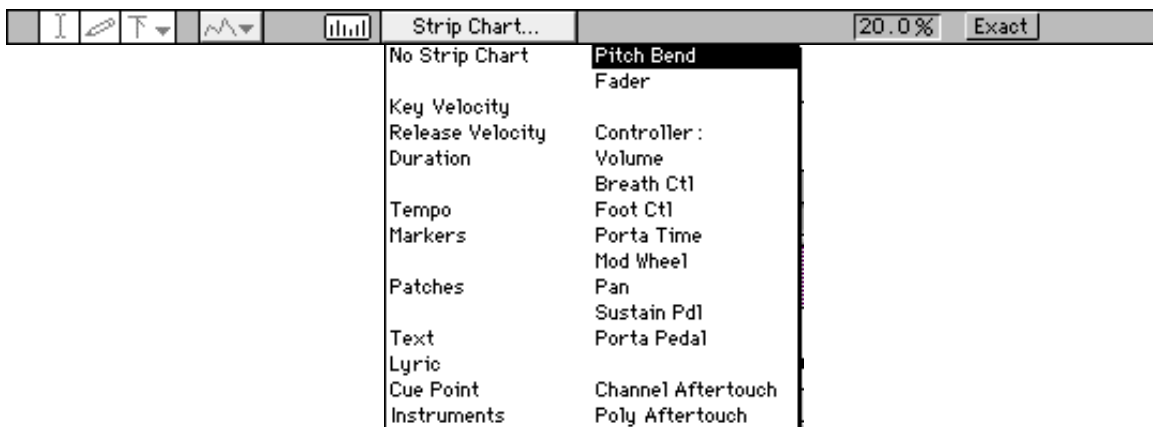 Strip Chart... 20.0% Exact
No Strip Chart Pitch Bend
Fader
Key Velocity
Release Velocity Controller:
Duration Volume
Breath Ctl
Tempo Foot Ctl
Markers Porta Time
Mod Wheel
Patches Pan
Sustain Pdl
Text Porta Pedal
Lyric
Cue Point Channel Aftertouch
Instruments Poly Aftertouch